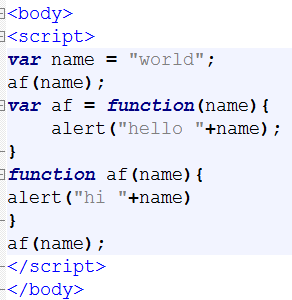 <body>
<script>
var name = "world";
af(name);
var af = function(name){
    alert("hello "+name);
}
function af(name){
alert("hi "+name)
}
af(name);
</script>
</body>